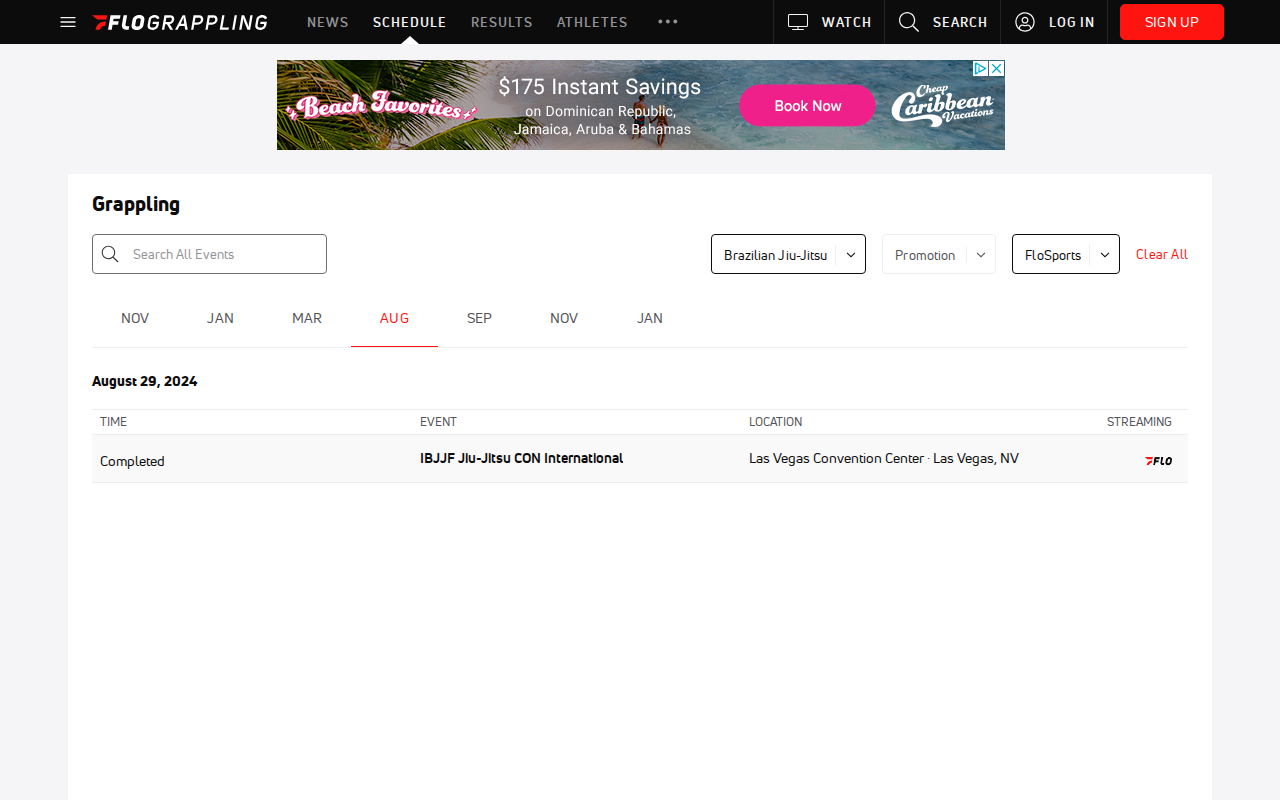 FLOGRAPPLING NEWS SCHEDULE RESULTS ATHLETES WATCH SEARCH LOG IN SIGN UP
Beach Favorites
$175 Instant Savings
on Dominican Republic,
Jamaica, Aruba & Bahamas
Book Now
Cheap
Caribbean
Vacations
Grappling
Search All Events
Brazilian Jiu-Jitsu Promotion FloSports Clear All
NOV JAN MAR AUG SEP NOV JAN
August 29, 2024
TIME EVENT LOCATION STREAMING
Completed IBJJF Jiu-Jitsu CON International Las Vegas Convention Center · Las Vegas, NV FLO